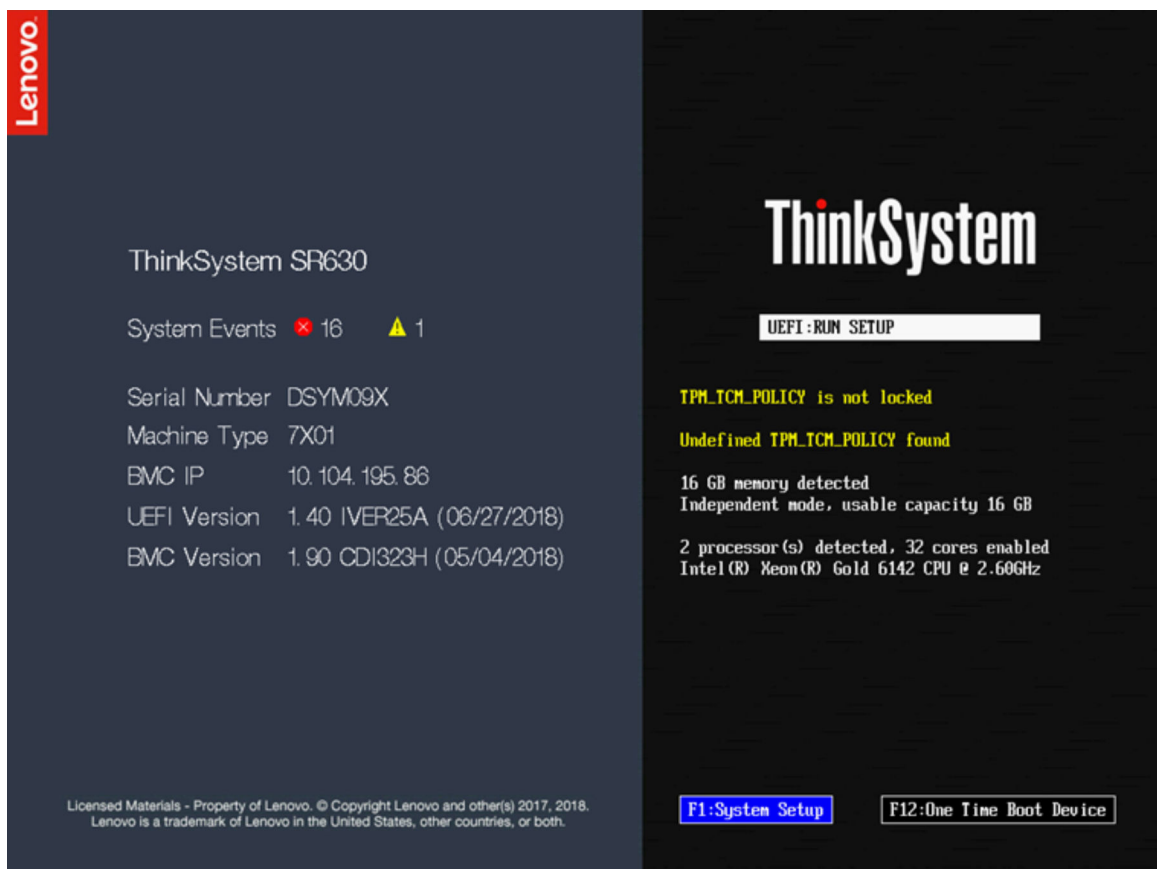 Lenovo.
ThinkSystem SR630
System Events 16 1
Serial Number DSYM09X
Machine Type 7X01
BMC IP 10.104.195.86
UEFI Version 1.40 IVER25A (06/27/2018)
BMC Version 1.90 CDI323H (05/04/2018)
Licensed Materials - Property of Lenovo. © Copyright Lenovo and other(s) 2017, 2018.
Lenovo is a trademark of Lenovo in the United States, other countries, or both.
ThinkSystem
UEFI:RUN SETUP
TPM_TCM_POLICY is not locked
Undefined TPM_TCM_POLICY found
16 GB memory detected
Independent mode, usable capacity 16 GB
2 processor(s) detected, 32 cores enabled
Intel(R) Xeon(R) Gold 6142 CPU @ 2.60GHz
F1:System Setup
F12:One Time Boot Device